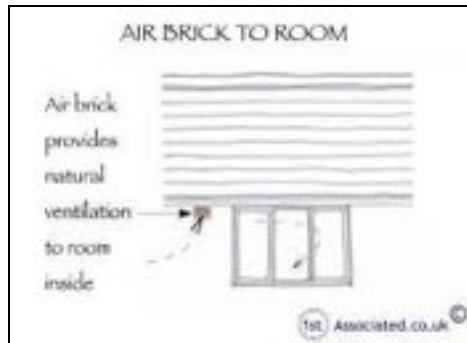 AIR BRICK TO ROOM
Air brick
provides
natural
ventilation
to room
inside
1st Associated.co.uk ©